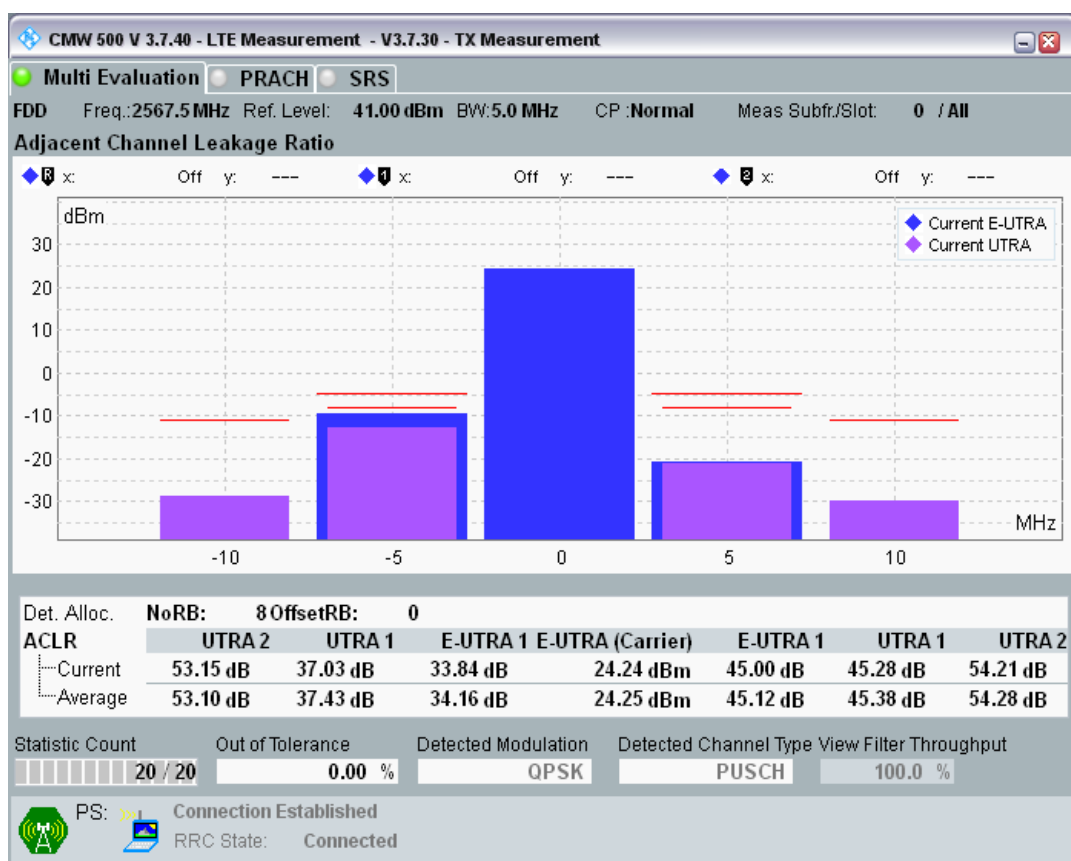 CMW 500 V 3.7.40 - LTE Measurement - V3.7.30 - TX Measurement
Multi Evaluation PRACH SRS
FDD Freq.:2567.5 MHz Ref. Level: 41.00 dBm BW:5.0 MHz CP :Normal Meas Subfr./Slot: 0 / All
Adjacent Channel Leakage Ratio
R x: Off y: --- 1 x: Off y: --- 2 x: Off y: ---
dBm
Current E-UTRA
Current UTRA
30
20
10
0
-10
-20
-30
MHz
-10 -5 0 5 10
Det. Alloc. NoRB: 8 OffsetRB: 0
ACLR UTRA 2 UTRA 1 E-UTRA 1 E-UTRA (Carrier) E-UTRA 1 UTRA 1 UTRA 2
Current 53.15 dB 37.03 dB 33.84 dB 24.24 dBm 45.00 dB 45.28 dB 54.21 dB
Average 53.10 dB 37.43 dB 34.16 dB 24.25 dBm 45.12 dB 45.38 dB 54.28 dB
Statistic Count Out of Tolerance Detected Modulation Detected Channel Type View Filter Throughput
20 / 20 0.00 % QPSK PUSCH 100.0 %
PS: Connection Established
RRC State: Connected